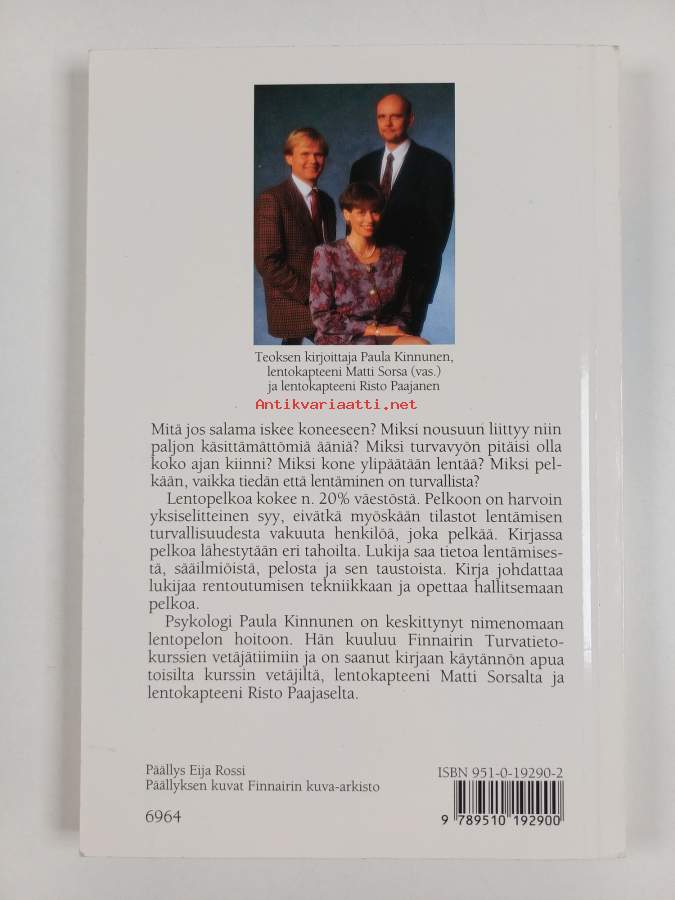 Teoksen kirjoittaja Paula Kinnunen,
lentokapteeni Matti Sorsa (vas.)
ja lentokapteeni Risto Paajanen
Antikvariaatti.net
Mitä jos salama iskee koneeseen? Miksi nousuun liittyy niin
paljon käsittämättömiä ääniä? Miksi turvavyön pitäisi olla
koko ajan kiinni? Miksi kone ylipäätään lentää? Miksi pel-
kään, vaikka tiedän että lentäminen on turvallista?
Lentopelkoa kokee n. 20% väestöstä. Pelkoon on harvoin
yksiselitteinen syy, eivätkä myöskään tilastot lentämisen
turvallisuudesta vakuuta henkilöä, joka pelkää. Kirjassa
pelkoa lähestytään eri tahoilta. Lukija saa tietoa lentämises-
tä, sääilmiöistä, pelosta ja sen taustoista. Kirja johdattaa
lukijaa rentoutumisen tekniikkaan ja opettaa hallitsemaan
pelkoa.
Psykologi Paula Kinnunen on keskittynyt nimenomaan
lentopelon hoitoon. Hän kuuluu Finnairin Turvatieto-
kurssien vetäjätiimiin ja on saanut kirjaan käytännön apua
toisilta kurssin vetäjiltä, lentokapteeni Matti Sorsalta ja
lentokapteeni Risto Paajaselta.
Päällys Eija Rossi
Päällyksen kuvat Finnairin kuva-arkisto
6964
ISBN 951-0-19290-2
9 789510 192900